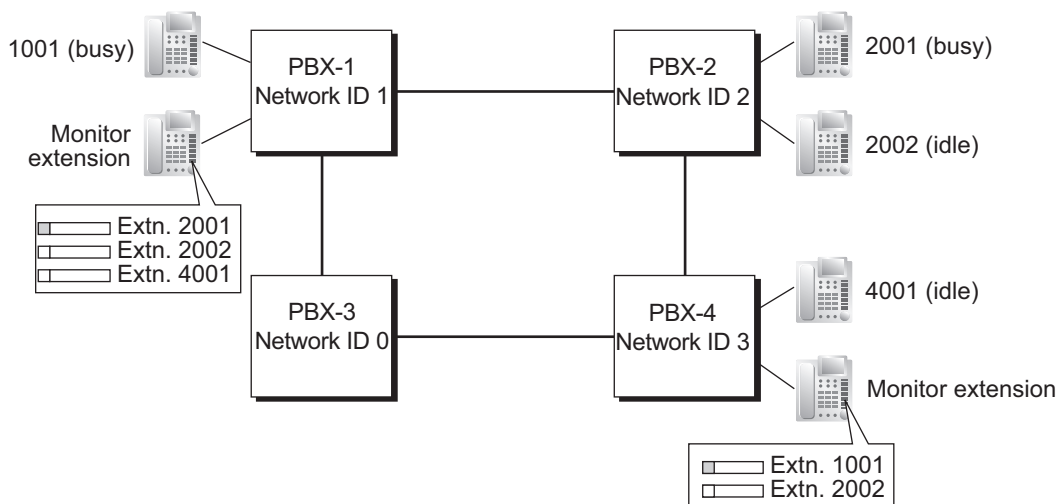 1001 (busy)
PBX-1
Network ID 1
PBX-2
Network ID 2
2001 (busy)
Monitor
extension
2002 (idle)
Extn. 2001
Extn. 2002
Extn. 4001
PBX-3
Network ID 0
PBX-4
Network ID 3
4001 (idle)
Monitor extension
Extn. 1001
Extn. 2002